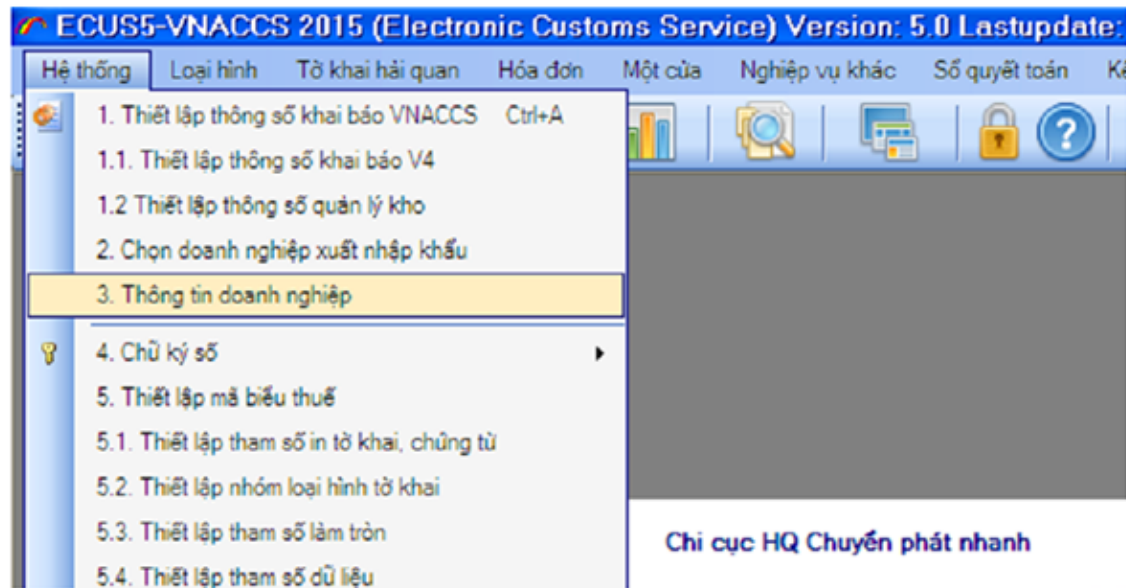 ECUS5-VNACCS 2015 (Electronic Customs Service) Version: 5.0 Lastupdate:
Hệ thống Loại hình Tờ khai hải quan Hóa đơn Một cửa Nghiệp vụ khác Sổ quyết toán
1. Thiết lập thông số khai báo VNACCS Ctrl+A
1.1. Thiết lập thông số khai báo V4
1.2 Thiết lập thông số quản lý kho
2. Chọn doanh nghiệp xuất nhập khẩu
3. Thông tin doanh nghiệp
4. Chữ ký số
5. Thiết lập mã biểu thuế
5.1. Thiết lập tham số in tờ khai, chứng từ
5.2. Thiết lập nhóm loại hình tờ khai
5.3. Thiết lập tham số làm tròn
Chi cục HQ Chuyển phát nhanh
5.4. Thiết lập tham số dữ liệu